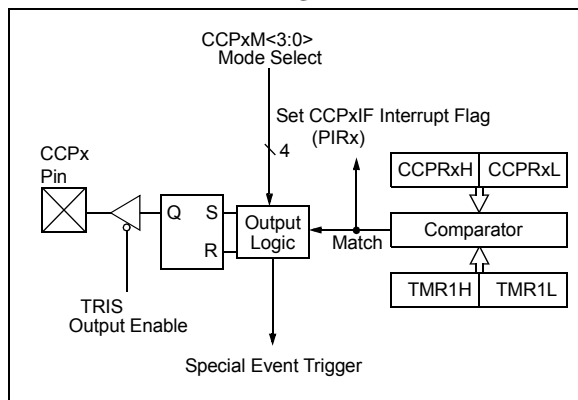 CCPxM<3:0>
Mode Select
Set CCPxIF Interrupt Flag
(PIRx)
4
CCPx
Pin
CCPRxH
CCPRxL
Q
S
R
Output
Logic
Match
Comparator
TMR1H
TMR1L
TRIS
Output Enable
Special Event Trigger